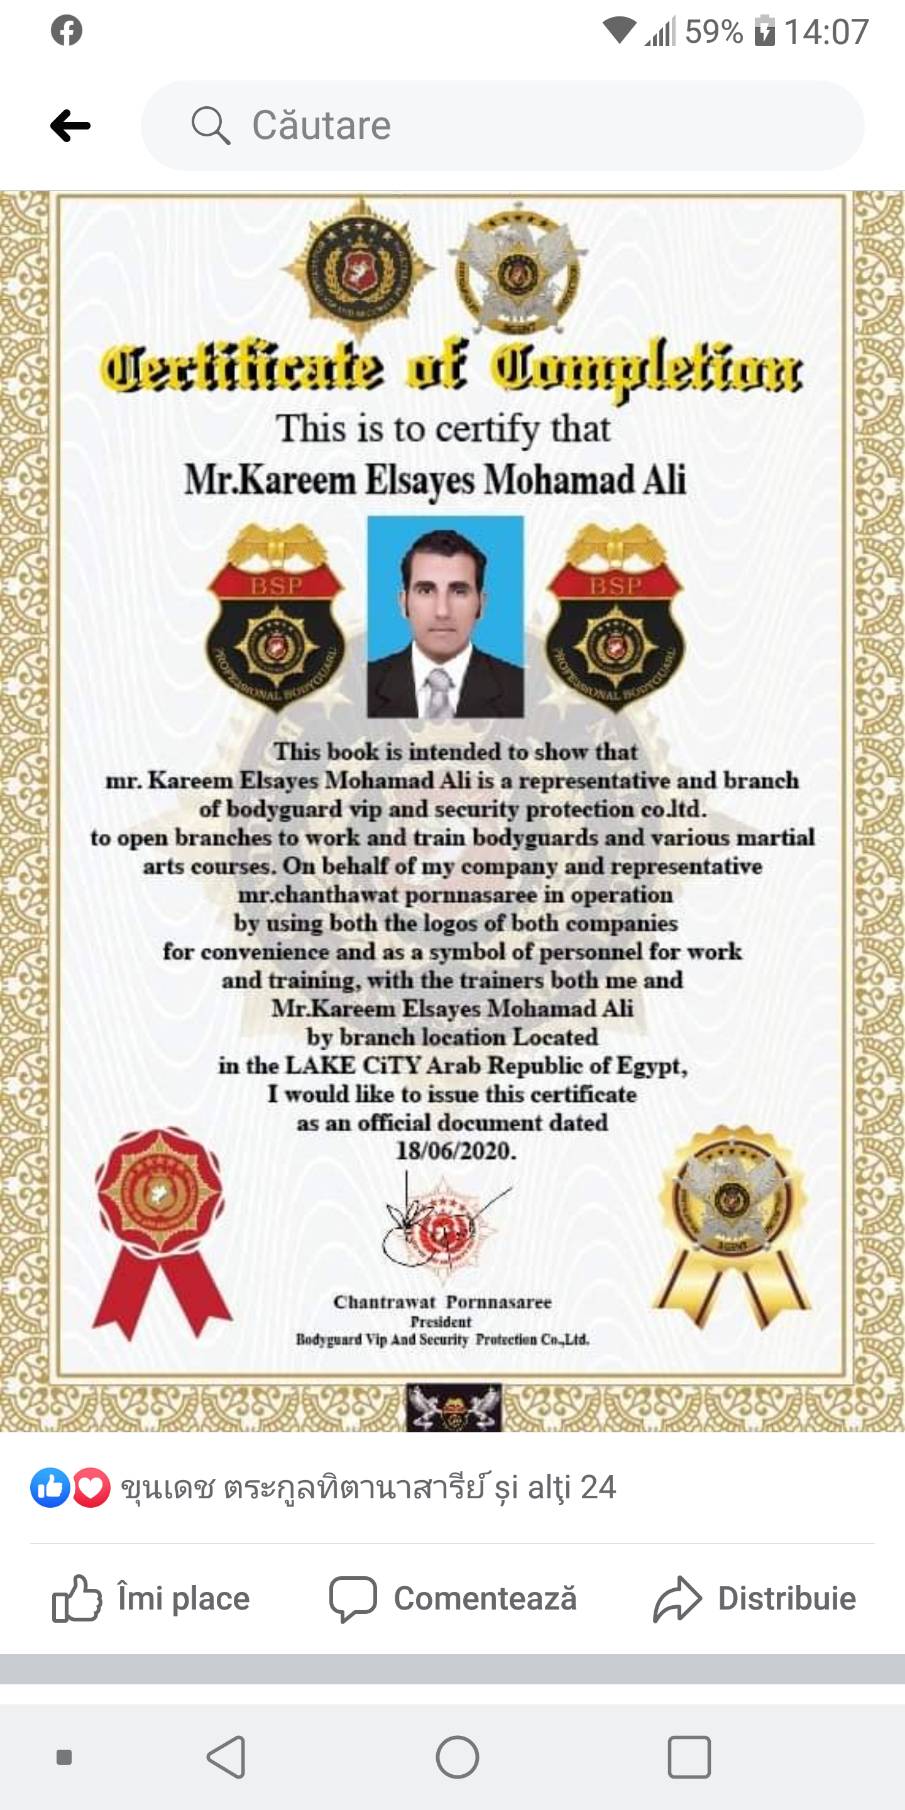 59% 14:07
Căutare
Certificate of Completion
This is to certify that
Mr.Kareem Elsayes Mohamad Ali
BSP
PROFESSIONAL BODYGUARD
BSP
PROFESSIONAL BODYGUARD
This book is intended to show that
mr. Kareem Elsayes Mohamad Ali is a representative and branch
of bodyguard vip and security protection co.ltd.
to open branches to work and train bodyguards and various martial
arts courses. On behalf of my company and representative
mr.chanthawat pornnasaree in operation
by using both the logos of both companies
for convenience and as a symbol of personnel for work
and training, with the trainers both me and
Mr.Kareem Elsayes Mohamad Ali
by branch location Located
in the LAKE CiTY Arab Republic of Egypt,
I would like to issue this certificate
as an official document dated
18/06/2020.
AGENT
Chantrawat Pornnasaree
President
Bodyguard Vip And Security Protection Co.,Ltd.
ขุนเดช ตระกูลทิตานาสารีย์ și alți 24
Îmi place Comentează Distribuie